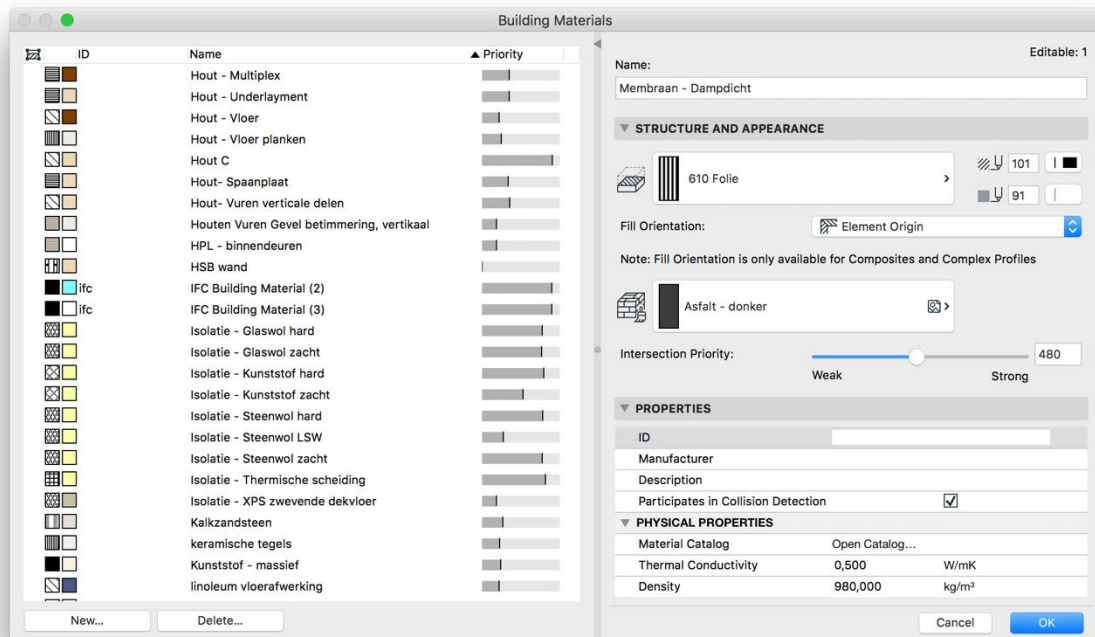 Building Materials
ID Name Priority
Hout - Multiplex
Hout - Underlayment
Hout - Vloer
Hout - Vloer planken
Hout C
Hout- Spaanplaat
Hout- Vuren verticale delen
Houten Vuren Gevel betimmering, vertikaal
HPL - binnendeuren
HSB wand
ifc IFC Building Material (2)
ifc IFC Building Material (3)
Isolatie - Glaswol hard
Isolatie - Glaswol zacht
Isolatie - Kunststof hard
Isolatie - Kunststof zacht
Isolatie - Steenwol hard
Isolatie - Steenwol LSW
Isolatie - Steenwol zacht
Isolatie - Thermische scheiding
Isolatie - XPS zwevende dekvloer
Kalkzandsteen
keramische tegels
Kunststof - massief
linoleum vloerafwerking
New...
Delete...
Editable: 1
Name:
Membraan - Dampdicht
STRUCTURE AND APPEARANCE
610 Folie
101
91
Fill Orientation: Element Origin
Note: Fill Orientation is only available for Composites and Complex Profiles
Asfalt - donker
Intersection Priority: 480
Weak Strong
PROPERTIES
ID
Manufacturer
Description
Participates in Collision Detection
PHYSICAL PROPERTIES
Material Catalog Open Catalog...
Thermal Conductivity 0,500 W/mK
Density 980,000 kg/m³
Cancel OK